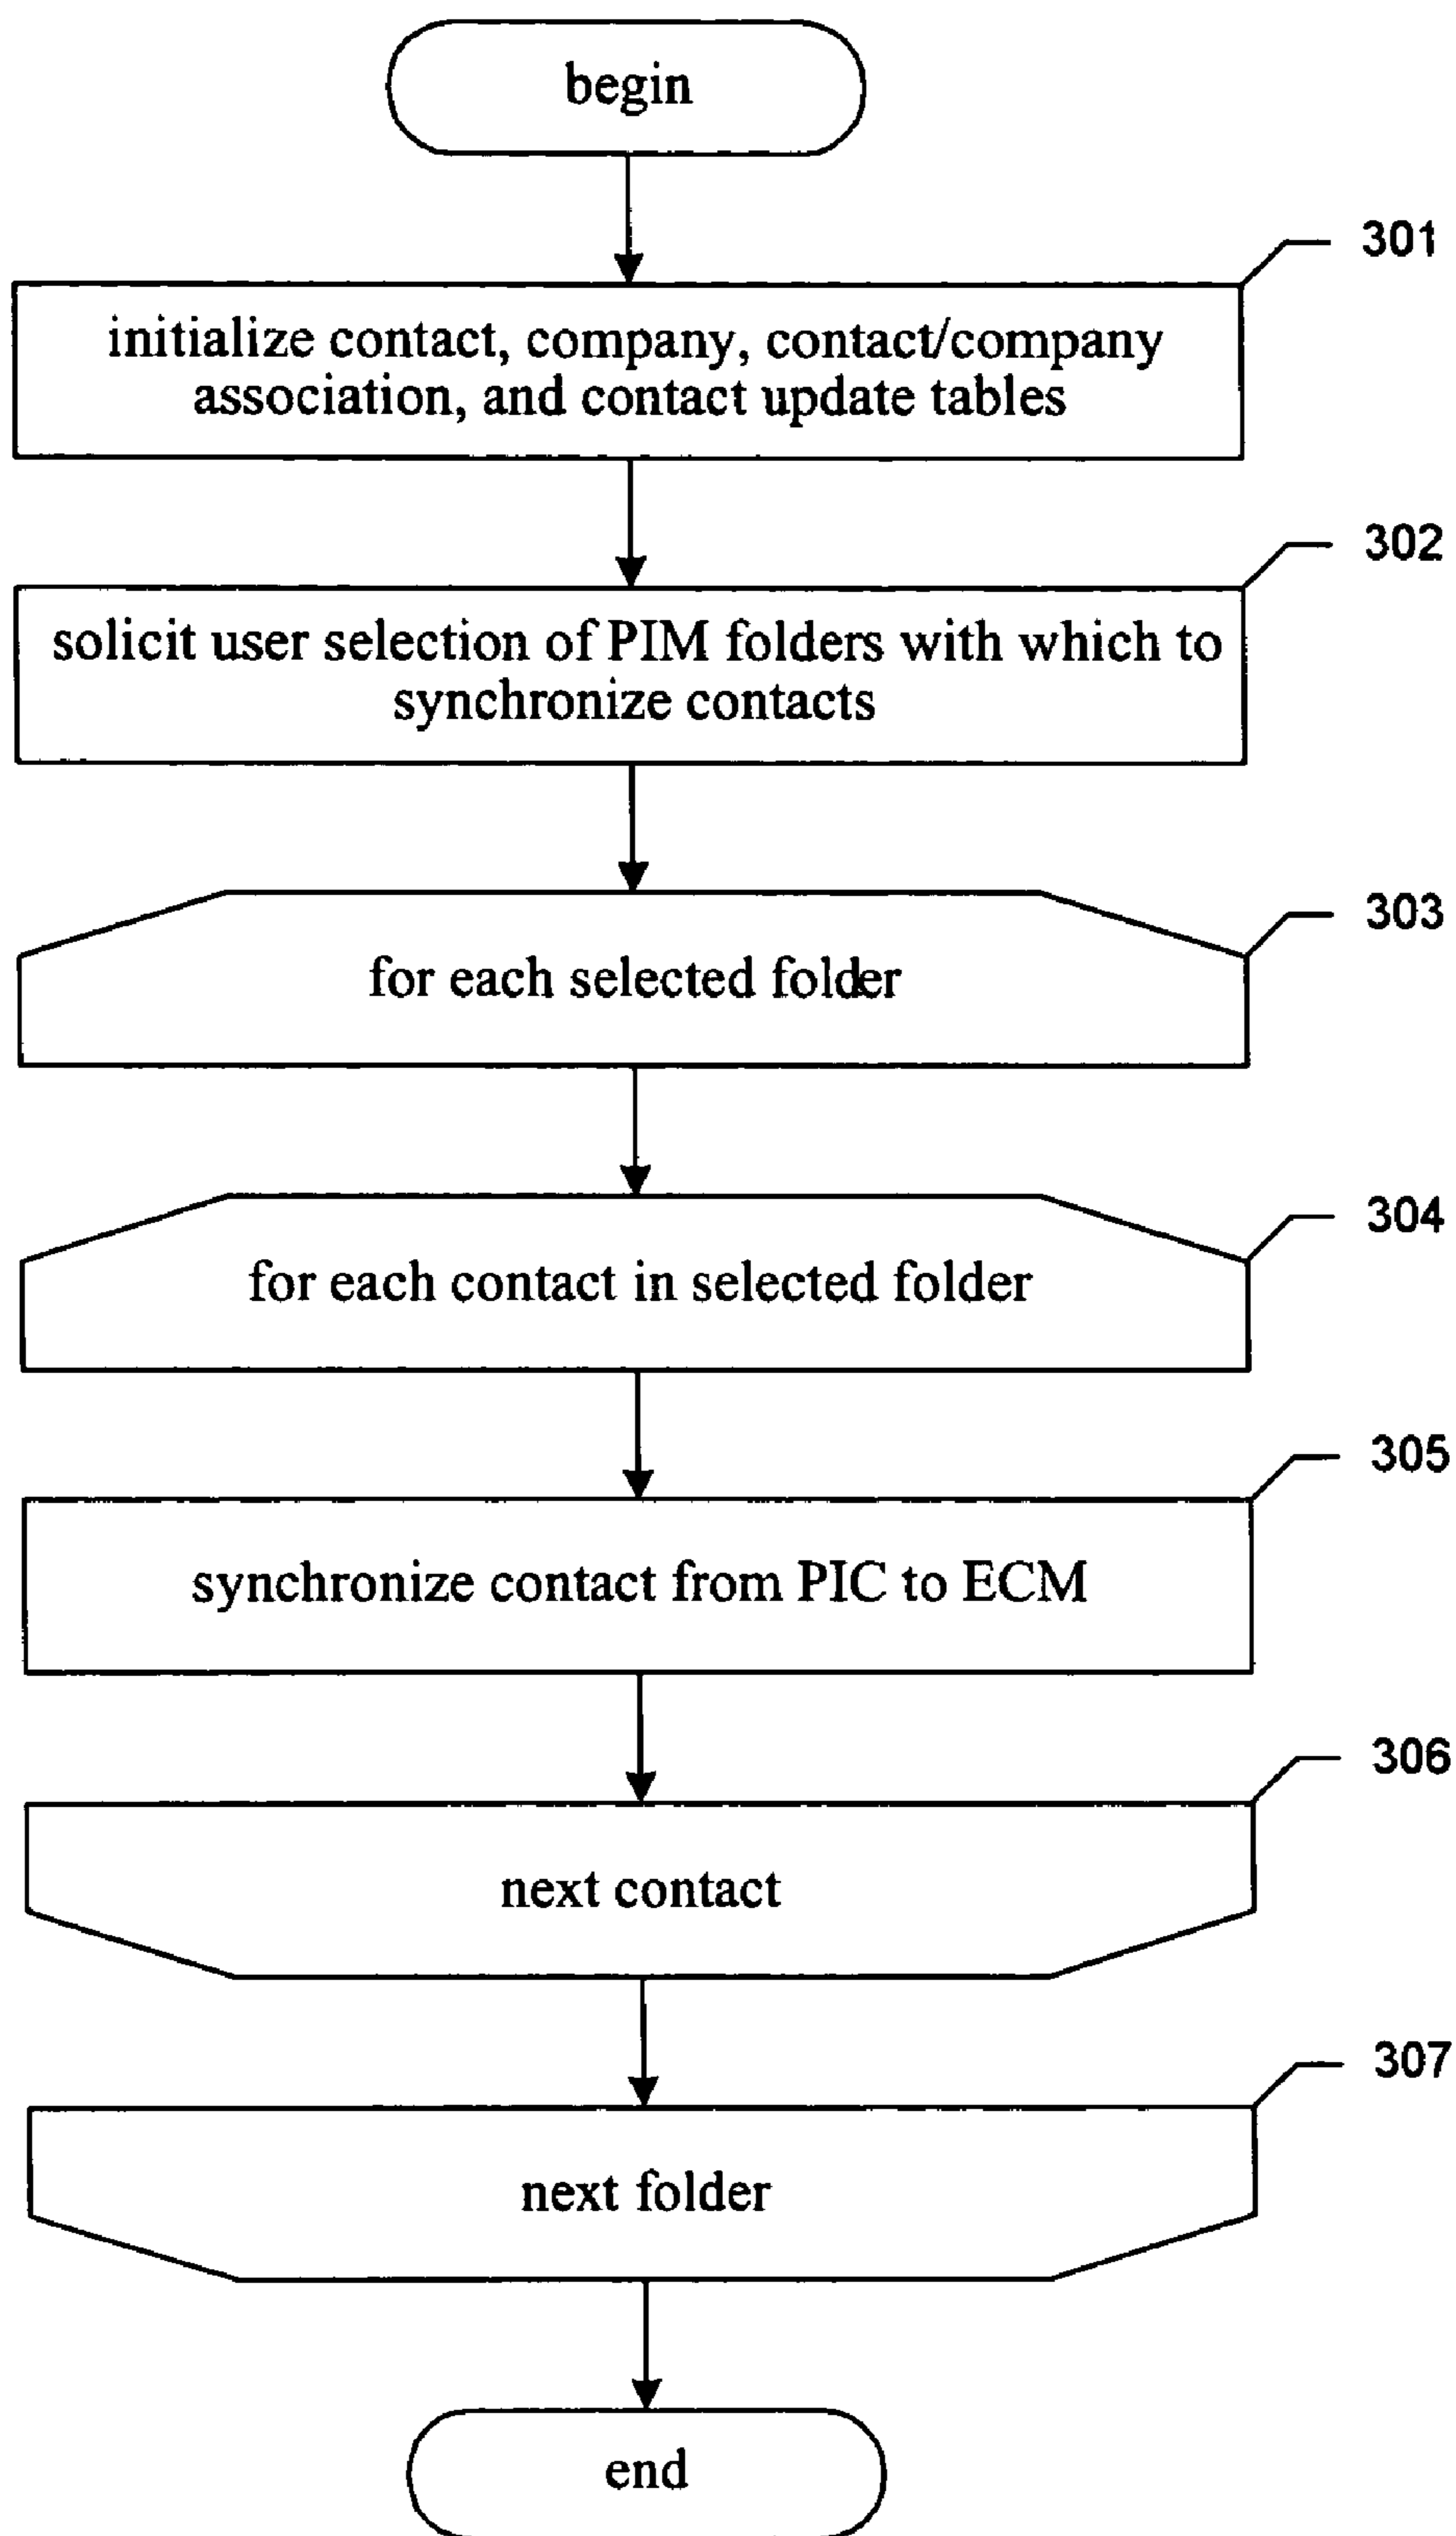 begin
301
initialize contact, company, contact/company
association, and contact update tables
302
solicit user selection of PIM folders with which to
synchronize contacts
303
for each selected folder
304
for each contact in selected folder
305
synchronize contact from PIC to ECM
306
next contact
307
next folder
end